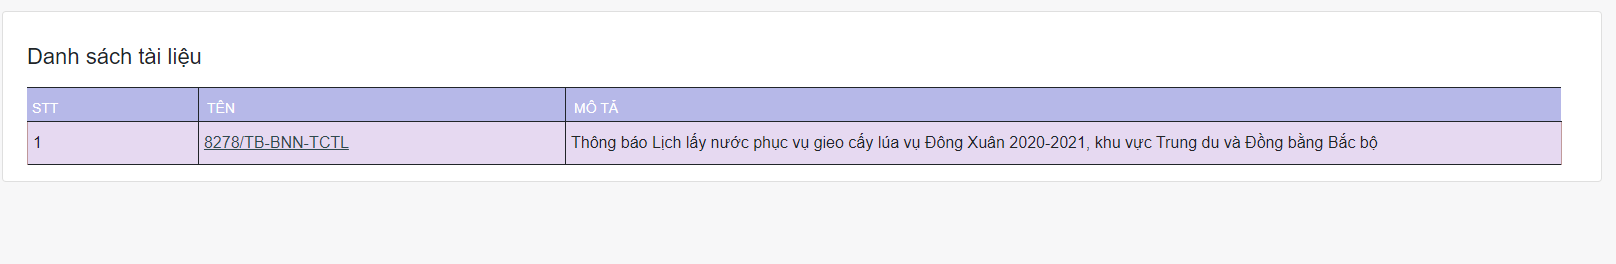 Danh sách tài liệu
STT TÊN MÔ TẢ
1 8278/TB-BNN-TCTL Thông báo Lịch lấy nước phục vụ gieo cấy lúa vụ Đông Xuân 2020-2021, khu vực Trung du và Đồng bằng Bắc bộ